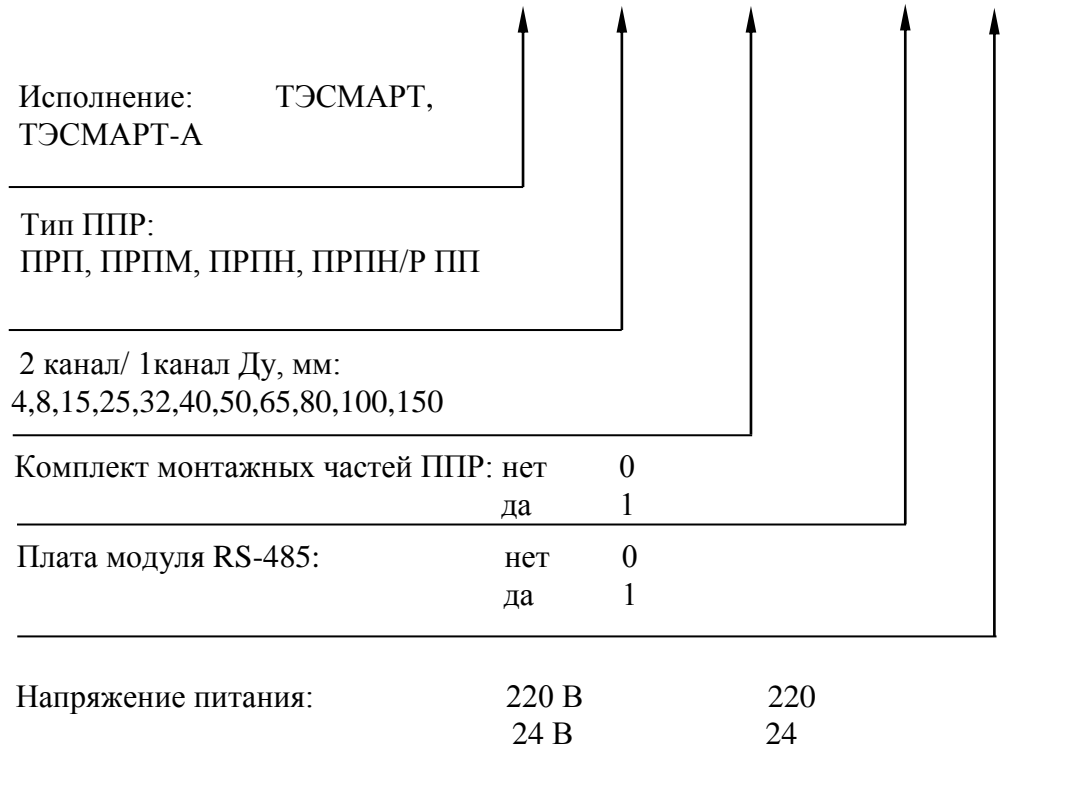 Исполнение: ТЭСМАРТ,
ТЭСМАРТ-А
Тип ППР:
ПРП, ПРПМ, ПРПН, ПРПН/Р ПП
2 канал/ 1канал Ду, мм:
4,8,15,25,32,40,50,65,80,100,150
Комплект монтажных частей ППР: нет 0
да 1
Плата модуля RS-485: нет 0
да 1
Напряжение питания: 220 В 220
24 В 24